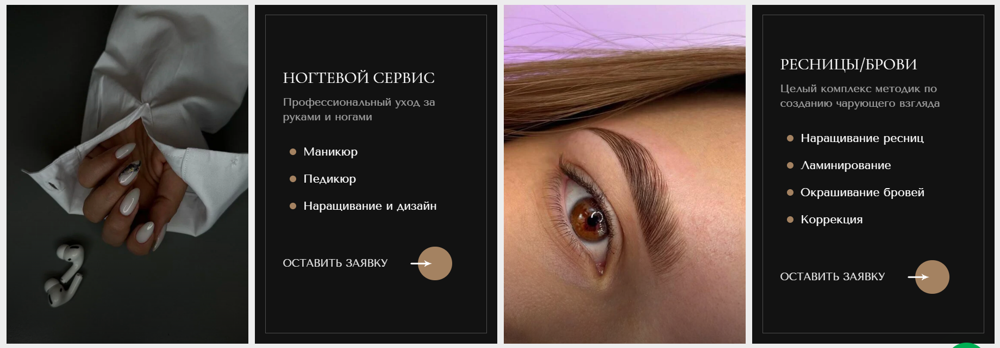 НОГТЕВОЙ СЕРВИС
Профессиональный уход за
руками и ногами
Маникюр
Педикюр
Наращивание и дизайн
ОСТАВИТЬ ЗАЯВКУ
РЕСНИЦЫ/БРОВИ
Целый комплекс методик по
созданию чарующего взгляда
Наращивание ресниц
Ламинирование
Окрашивание бровей
Коррекция
ОСТАВИТЬ ЗАЯВКУ